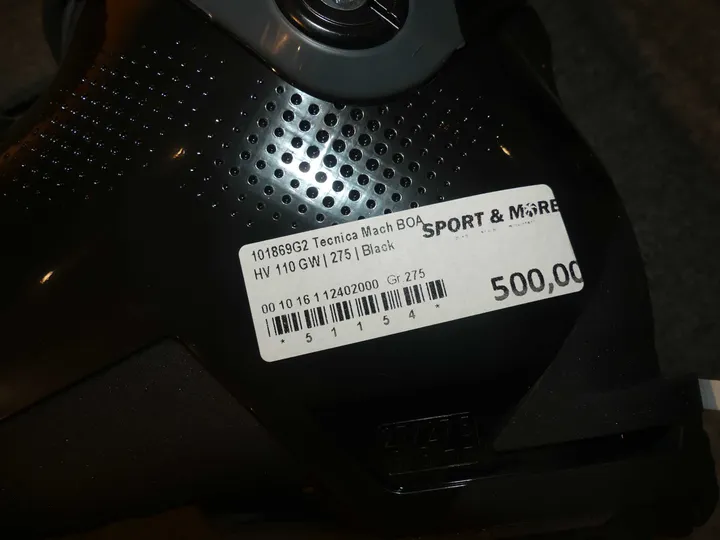 101869G2 Tecnica Mach BOA
HV 110 GW | 275 | Black
SPORT & MORE
00 10 16 1 12402000 Gr 275
500,00
* 5 1 1 5 4 *